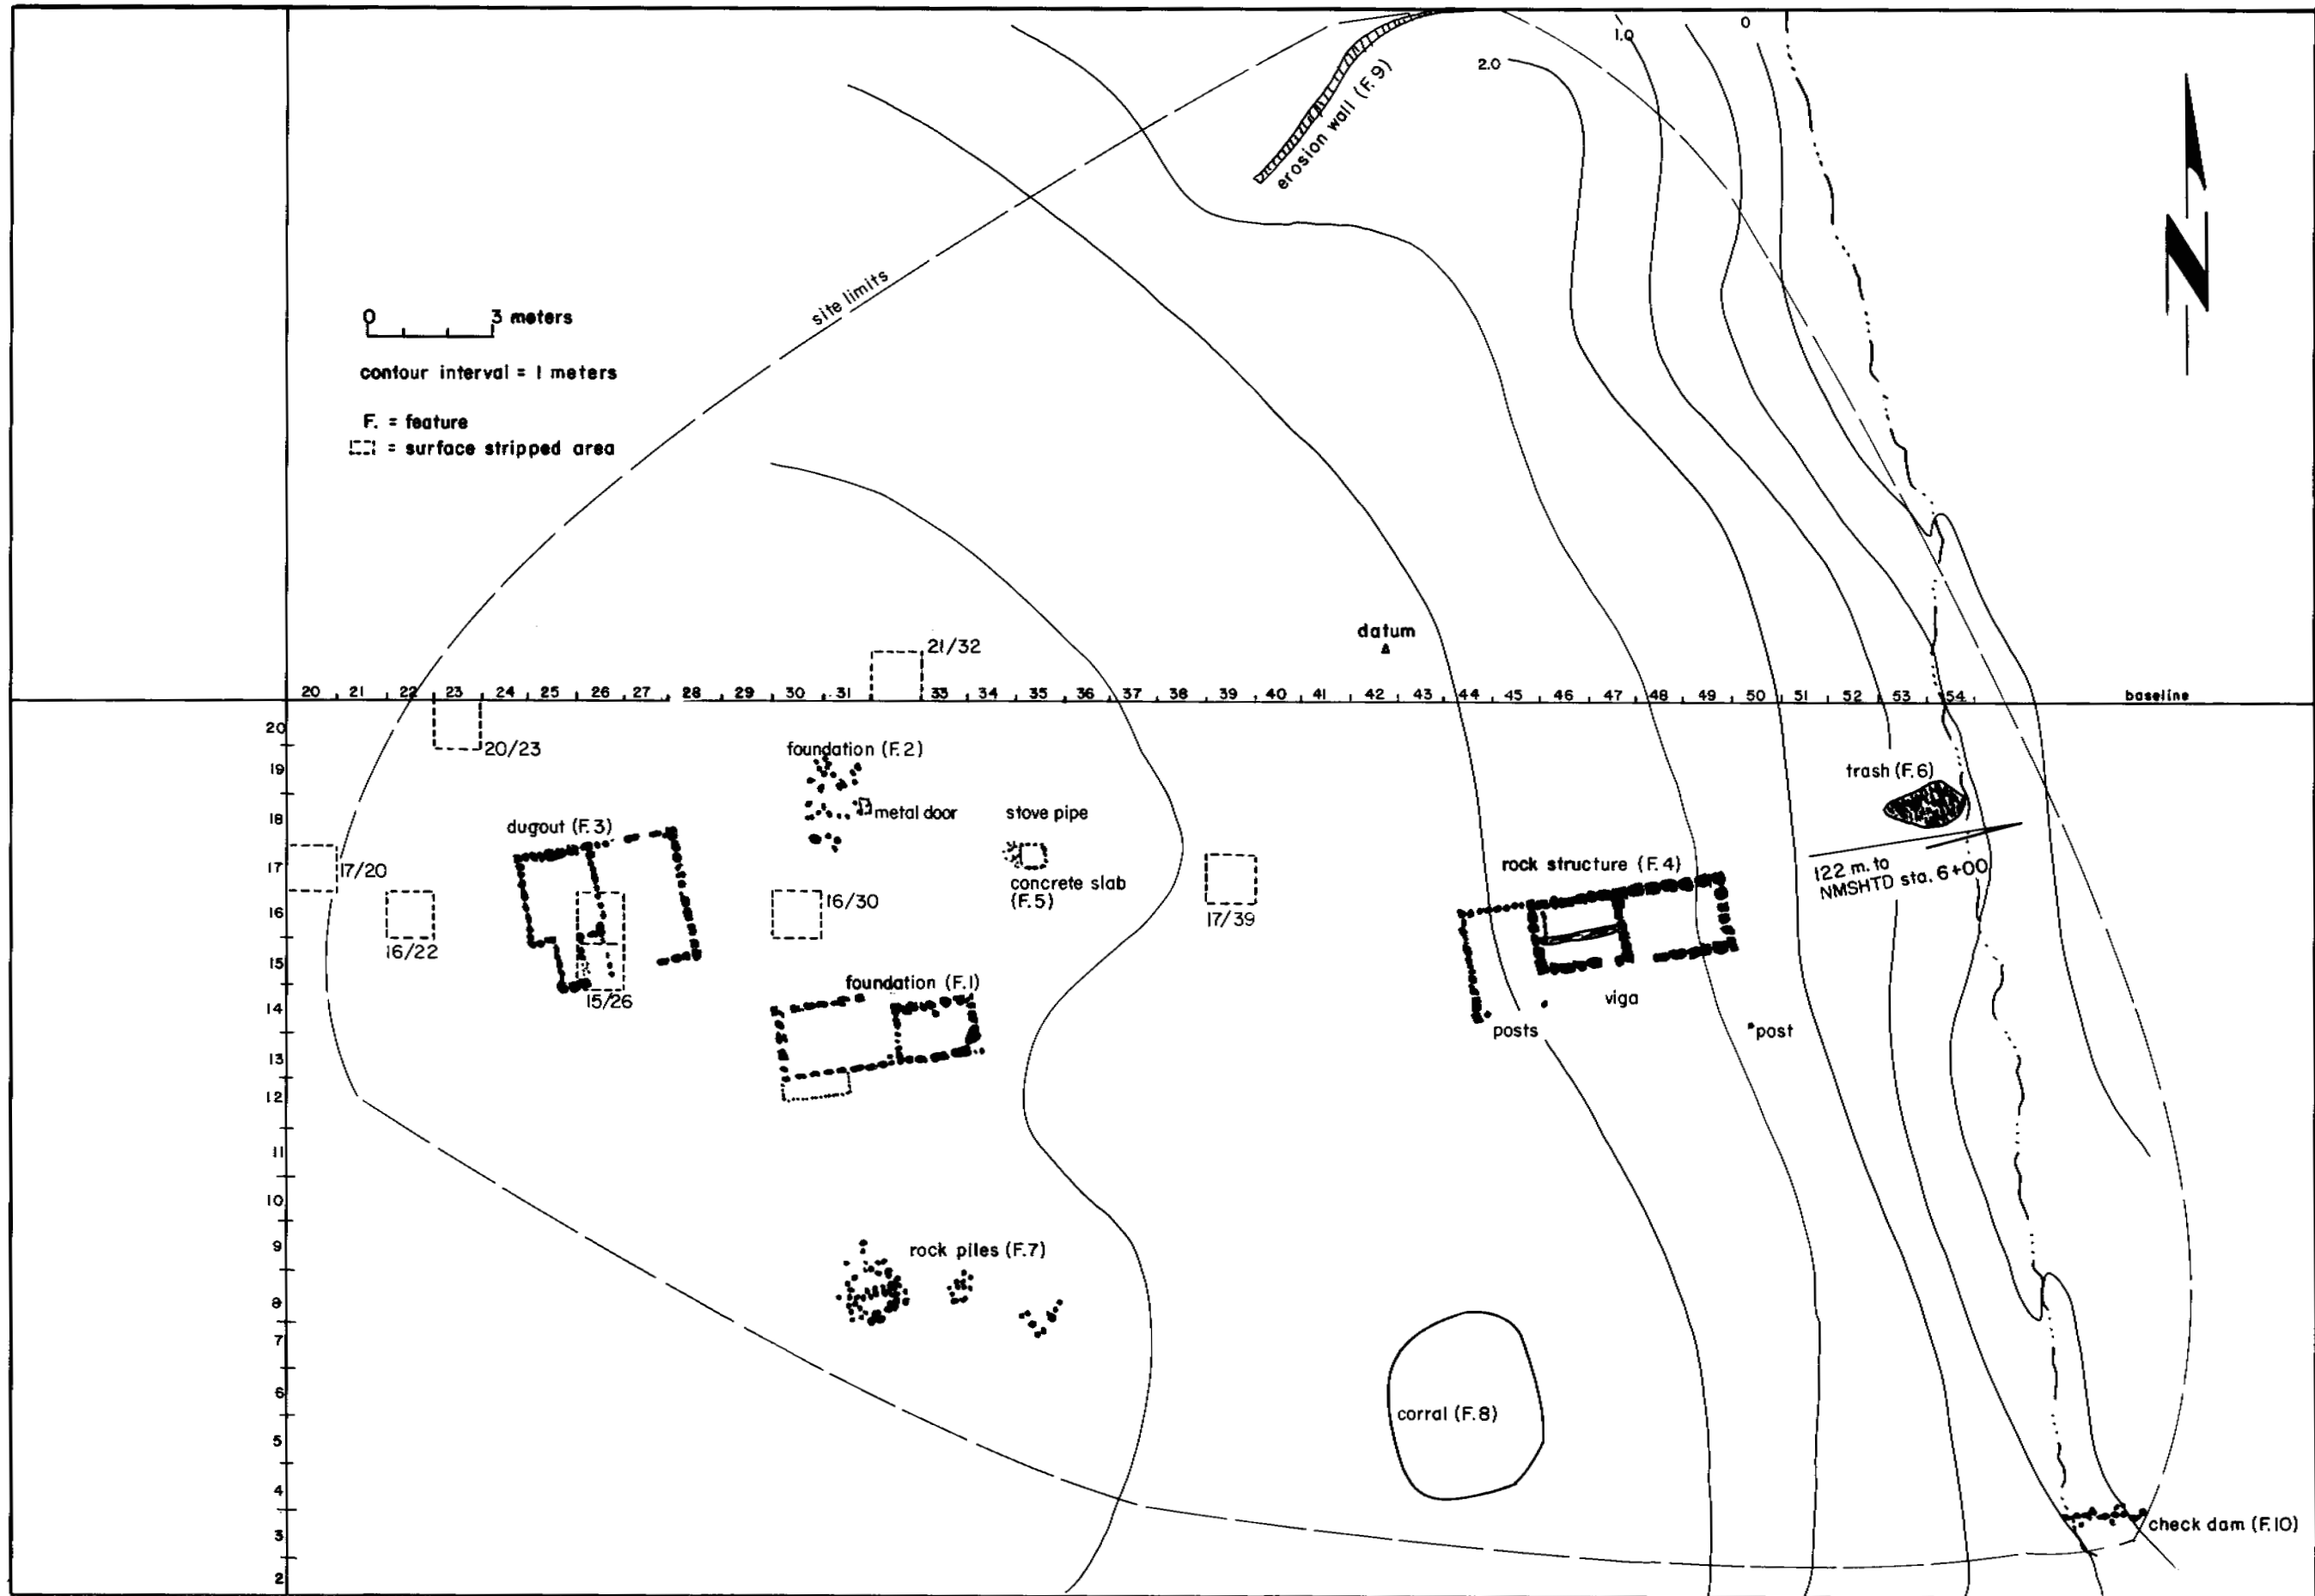 0
1.0
2.0
erosion wall (F.9)
N
site limits
0 3 meters
contour interval = 1 meters
F. = feature
= surface stripped area
datum
21/32
20 21 22 23 24 25 26 27 28 29 30 31 33 34 35 36 37 38 39 40 41 42 43 44 45 46 47 48 49 50 51 52 53 54 baseline
20
19
18
17
16
15
14
13
12
11
10
9
8
7
6
5
4
3
2
20/23
foundation (F.2)
metal door
stove pipe
trash (F.6)
dugout (F.3)
17/20
16/22
16/30
concrete slab
(F.5)
17/39
rock structure (F.4)
122 m. to
NMSHTD sta. 6+00
15/26
foundation (F.1)
viga
posts
post
rock piles (F.7)
corral (F.8)
check dam (F.10)